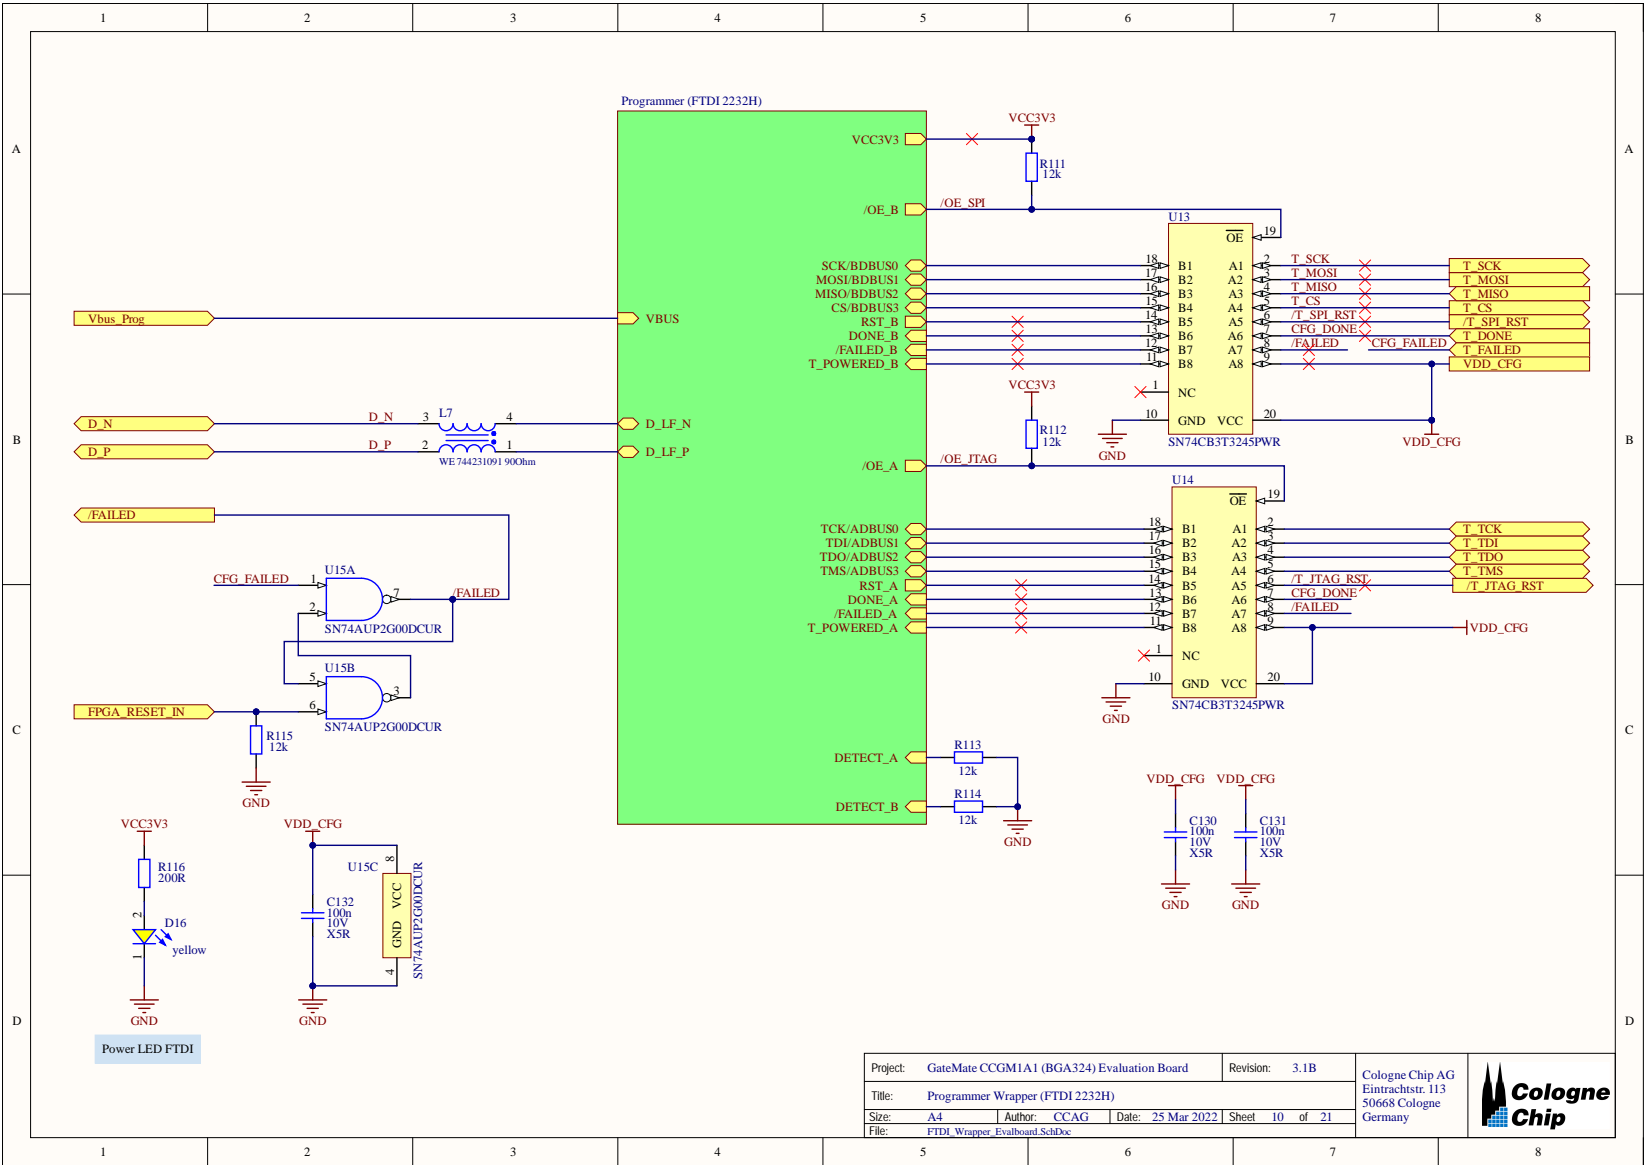 1 2 3 4 5 6 7 8
Programmer (FTDI 2232H)
VCC3V3
VCC3V3
A
A
R111
12k
/OE_B
/OE_SPI
U13
OE
19
SCK/BDBUS0
18
B1
A1
2
T_SCK
T_SCK
MOSI/BDBUS1
17
B2
A2
3
T_MOSI
T_MOSI
MISO/BDBUS2
16
B3
A3
4
T_MISO
T_MISO
CS/BDBUS3
15
B4
A4
5
T_CS
T_CS
RST_B
14
B5
A5
6
/T_SPI_RST
/T_SPI_RST
DONE_B
13
B6
A6
7
CFG_DONE
T_DONE
/FAILED_B
12
B7
A7
8
/FAILED
CFG_FAILED
T_FAILED
T_POWERED_B
11
B8
A8
9
VDD_CFG
1
NC
10
GND
VCC
20
GND
SN74CB3T3245PWR
VDD_CFG
Vbus_Prog
VBUS
VCC3V3
R112
12k
B
B
D_N
D_N
3
L7
4
D_LF_N
D_P
D_P
2
1
D_LF_P
WE 744231091 90Ohm
/OE_A
/OE_JTAG
U14
OE
19
/FAILED
TCK/ADBUS0
18
B1
A1
2
T_TCK
TDI/ADBUS1
17
B2
A2
3
T_TDI
TDO/ADBUS2
16
B3
A3
4
T_TDO
TMS/ADBUS3
15
B4
A4
5
T_TMS
RST_A
14
B5
A5
6
/T_JTAG_RST
/T_JTAG_RST
DONE_A
13
B6
A6
7
CFG_DONE
/FAILED_A
12
B7
A7
8
/FAILED
T_POWERED_A
11
B8
A8
9
VDD_CFG
1
NC
10
GND
VCC
20
GND
SN74CB3T3245PWR
U15A
CFG_FAILED
1
2
7
/FAILED
SN74AUP2G00DCUR
U15B
5
6
3
SN74AUP2G00DCUR
FPGA_RESET_IN
R115
12k
GND
C
C
DETECT_A
R113
12k
DETECT_B
R114
12k
GND
VDD_CFG
VDD_CFG
C130
100n
10V
X5R
C131
100n
10V
X5R
GND
GND
VCC3V3
R116
200R
2
D16
yellow
1
GND
Power LED FTDI
VDD_CFG
U15C
8
VCC
GND
4
SN74AUP2G00DCUR
C132
100n
10V
X5R
GND
D
D
Project: GateMate CCGM1A1 (BGA324) Evaluation Board
Revision: 3.1B
Title: Programmer Wrapper (FTDI 2232H)
Size: A4 Author: CCAG Date: 25 Mar 2022 Sheet 10 of 21
File: FTDI_Wrapper_Evalboard.SchDoc
Cologne Chip AG
Eintrachtstr. 113
50668 Cologne
Germany
Cologne
Chip
1 2 3 4 5 6 7 8